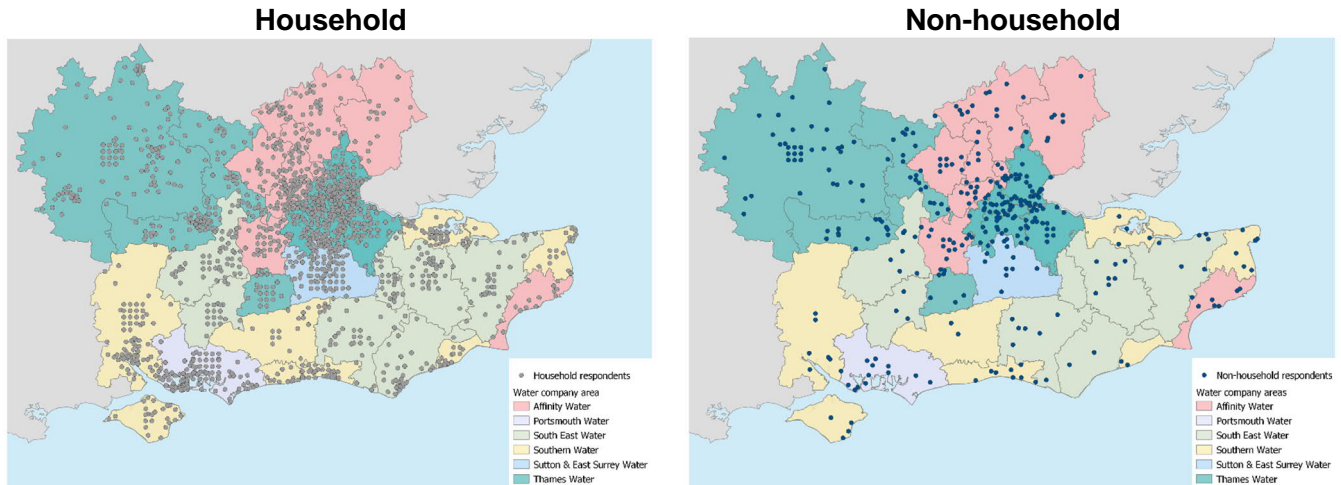 Household
Household respondents
Water company area
Affinity Water
Portsmouth Water
South East Water
Southern Water
Sutton & East Surrey Water
Thames Water
Non-household
Non-household respondents
Water company areas
Affinity Water
Portsmouth Water
South East Water
Southern Water
Sutton & East Surrey Water
Thames Water